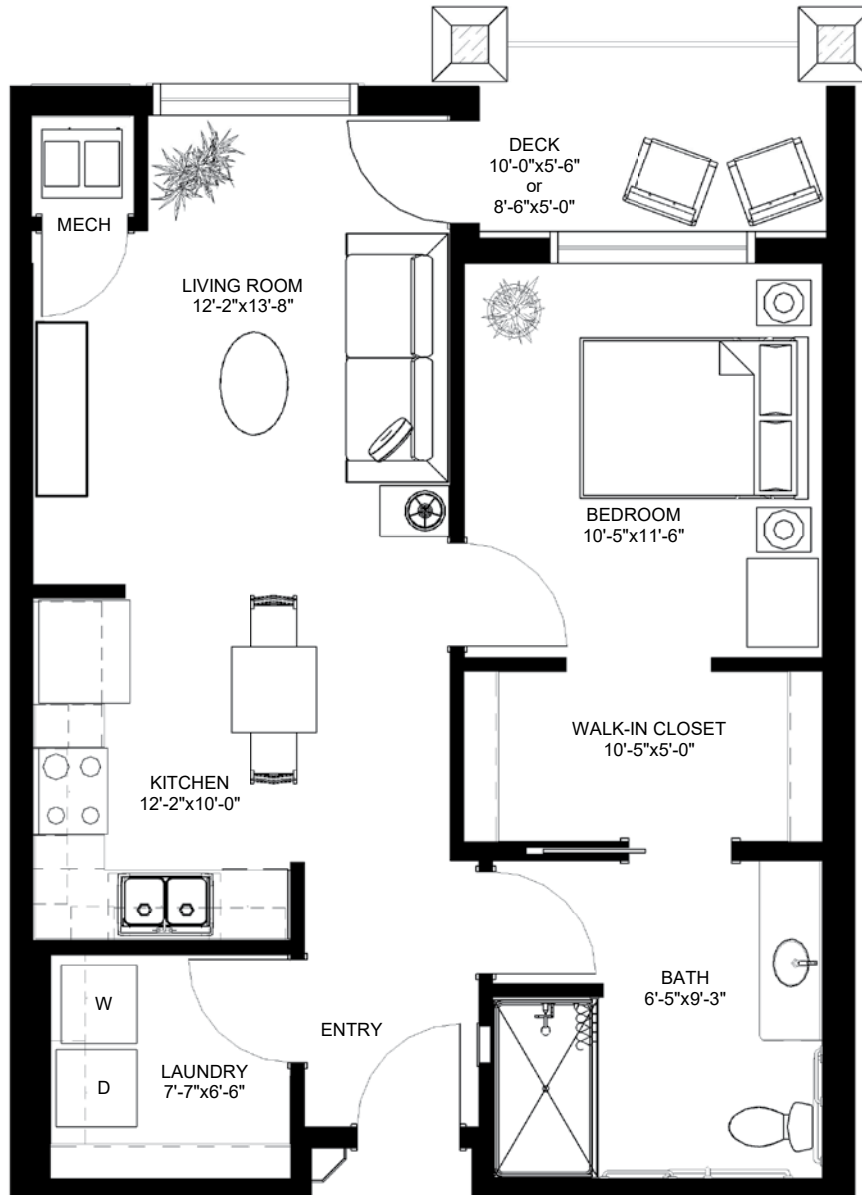 DECK
10'-0"x5'-6"
or
8'-6"x5'-0"
MECH
LIVING ROOM
12'-2"x13'-8"
BEDROOM
10'-5"x11'-6"
WALK-IN CLOSET
10'-5"x5'-0"
KITCHEN
12'-2"x10'-0"
BATH
6'-5"x9'-3"
W
ENTRY
LAUNDRY
7'-7"x6'-6"
D